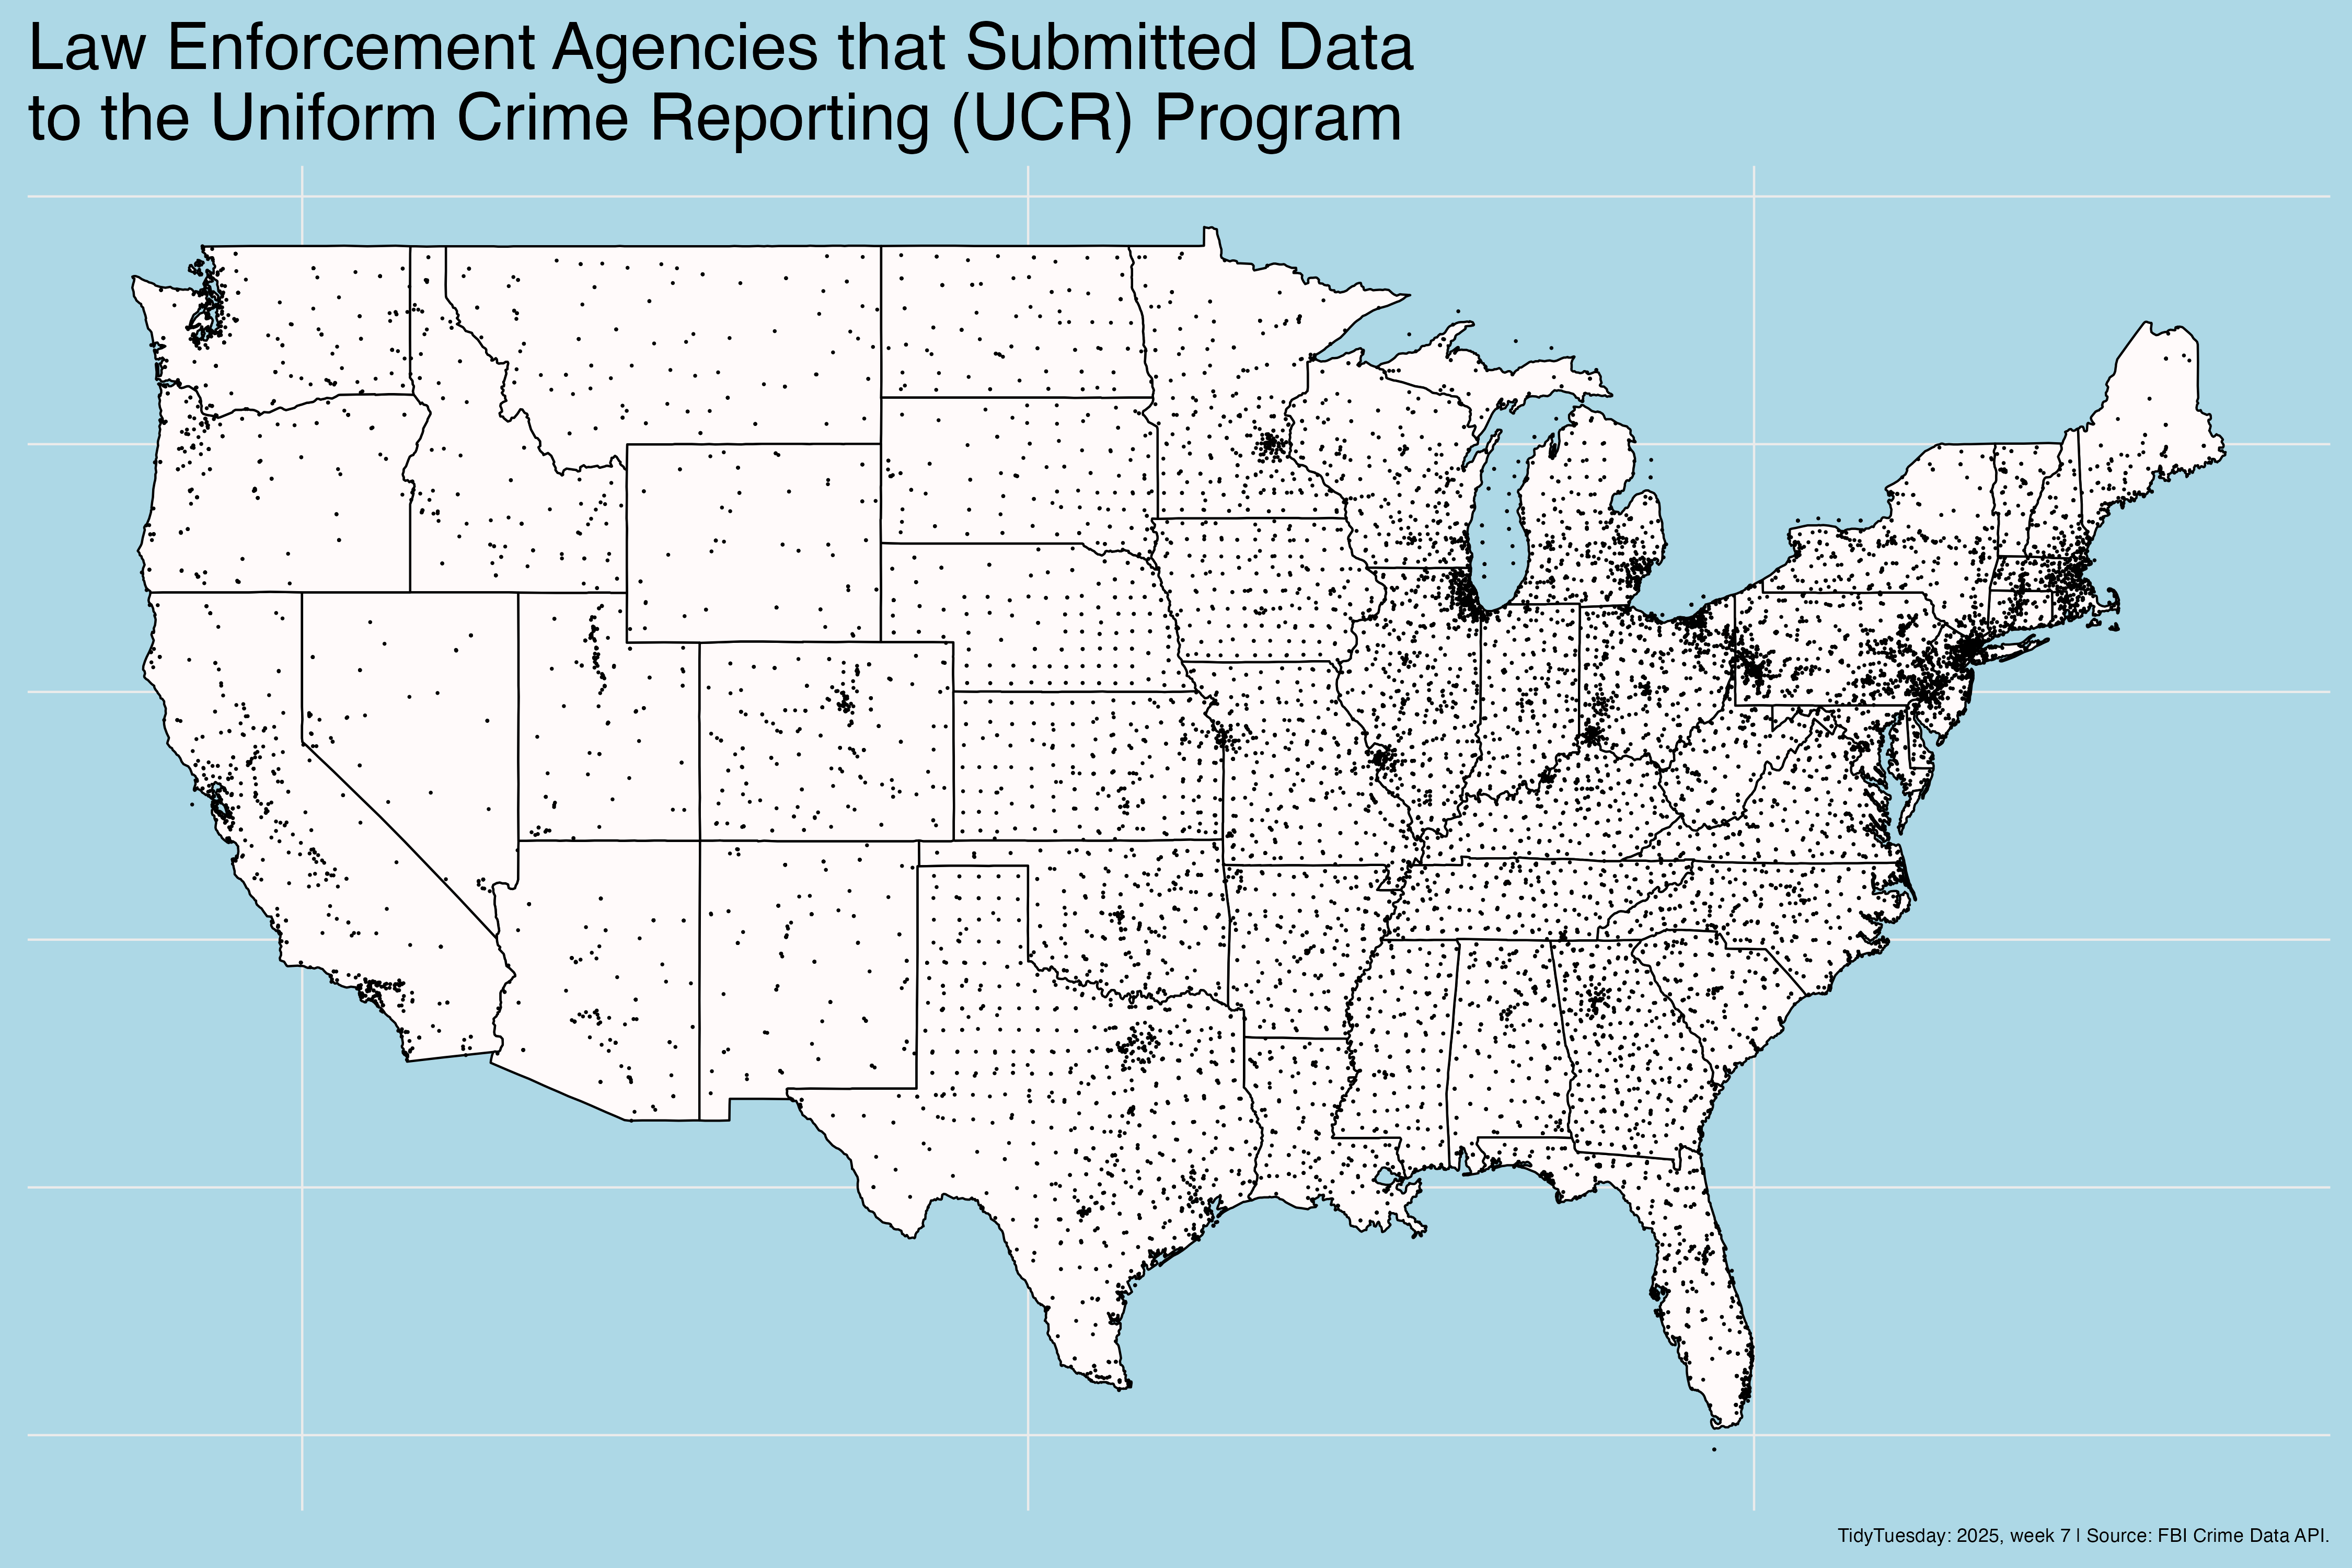 Law Enforcement Agencies that Submitted Data
to the Uniform Crime Reporting (UCR) Program
TidyTuesday: 2025, week 7 | Source: FBI Crime Data API.